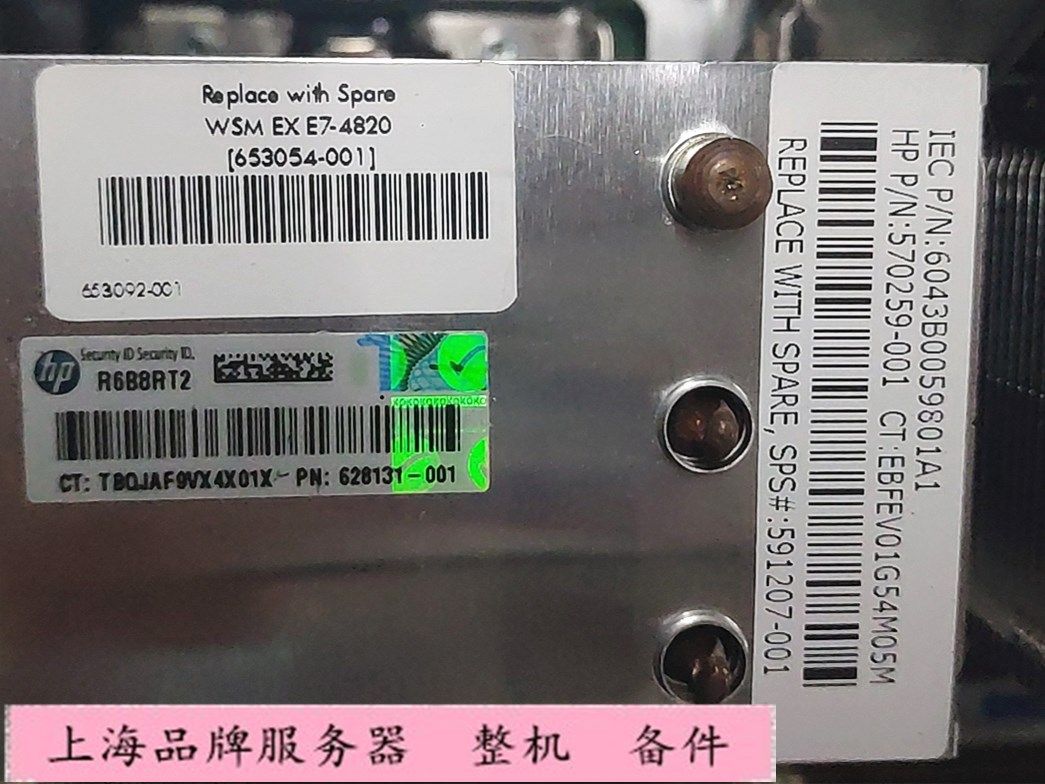 Replace with Spare
WSM EX E7-4820
[653054-001]
653092-001
hp
Security ID Security ID.
R6B8RT2
CT: TBQJAF9VX4X01X PN: 628131-001
IEC P/N:6043B0059801A1
HP P/N:570259-001 CT:EBFEV01G54M05M
REPLACE WITH SPARE, SPS#:591207-001
上海品牌服务器 整机 备件